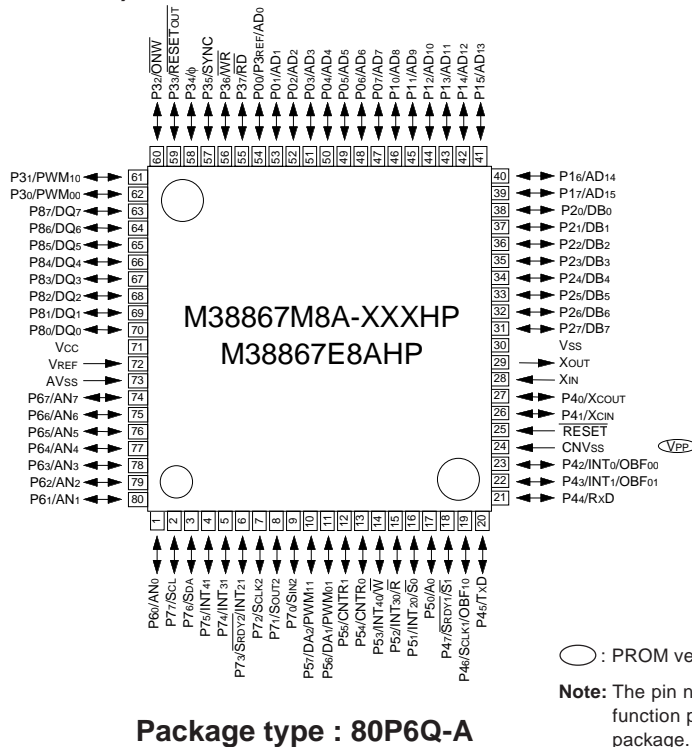 P32/ONW
P33/RESETOUT
P34/ϕ
P35/SYNC
P36/WR
P37/RD
P00/P3REF/AD0
P01/AD1
P02/AD2
P03/AD3
P04/AD4
P05/AD5
P06/AD6
P07/AD7
P10/AD8
P11/AD9
P12/AD10
P13/AD11
P14/AD12
P15/AD13
60 59 58 57 56 55 54 53 52 51 50 49 48 47 46 45 44 43 42 41
P31/PWM10 61
P30/PWM00 62
P87/DQ7 63
P86/DQ6 64
P85/DQ5 65
P84/DQ4 66
P83/DQ3 67
P82/DQ2 68
P81/DQ1 69
P80/DQ0 70
VCC 71
VREF 72
AVSS 73
P67/AN7 74
P66/AN6 75
P65/AN5 76
P64/AN4 77
P63/AN3 78
P62/AN2 79
P61/AN1 80
M38867M8A-XXXHP
M38867E8AHP
40 P16/AD14
39 P17/AD15
38 P20/DB0
37 P21/DB1
36 P22/DB2
35 P23/DB3
34 P24/DB4
33 P25/DB5
32 P26/DB6
31 P27/DB7
30 VSS
29 XOUT
28 XIN
27 P40/XCOUT
26 P41/XCIN
25 RESET
24 CNVSS VPP
23 P42/INT0/OBF00
22 P43/INT1/OBF01
21 P44/RXD
1 2 3 4 5 6 7 8 9 10 11 12 13 14 15 16 17 18 19 20
P60/AN0
P77/SCL
P76/SDA
P75/INT41
P74/INT31
P73/SRDY2/INT21
P72/SCLK2
P71/SOUT2
P70/SIN2
P57/DA2/PWM11
P56/DA1/PWM01
P55/CNTR1
P54/CNTR0
P53/INT40/W
P52/INT30/R
P51/INT20/S0
P50/A0
P47/SRDY1/S1
P46/SCLK1/OBF10
P45/TXD
: PROM ve
Note: The pin n
function p
package.
Package type : 80P6Q-A